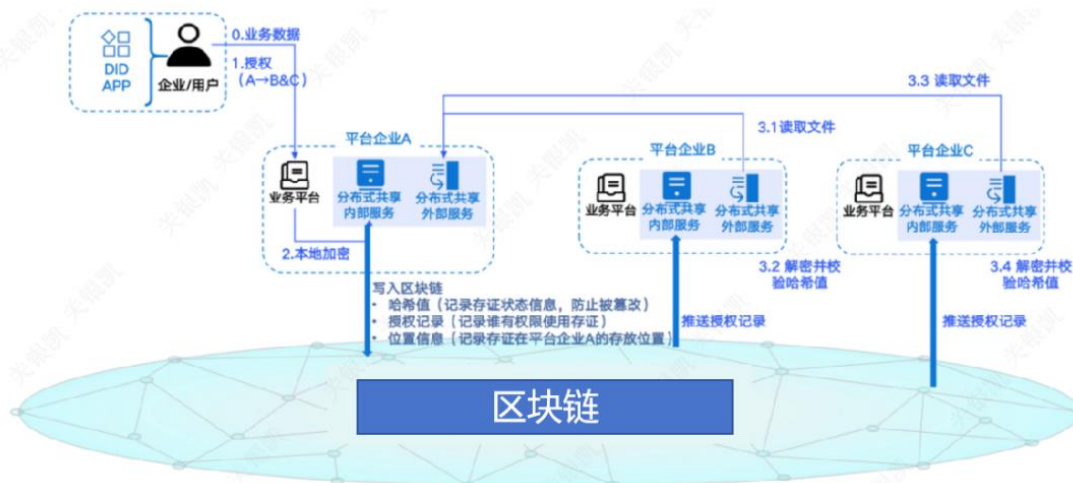 DID
APP
企业/用户
0.业务数据
1.授权
（A→B&C）
3.3 读取文件
3.1读取文件
平台企业A
业务平台
分布式共享
内部服务
分布式共享
外部服务
2.本地加密
平台企业B
业务平台
分布式共享
内部服务
分布式共享
外部服务
平台企业C
业务平台
分布式共享
内部服务
分布式共享
外部服务
3.2 解密并校
验哈希值
3.4 解密并校
验哈希值
写入区块链
• 哈希值（记录存证状态信息，防止被篡改）
• 授权记录（记录谁有权限使用存证）
• 位置信息（记录存证在平台企业A的存放位置）
推送授权记录
推送授权记录
区块链